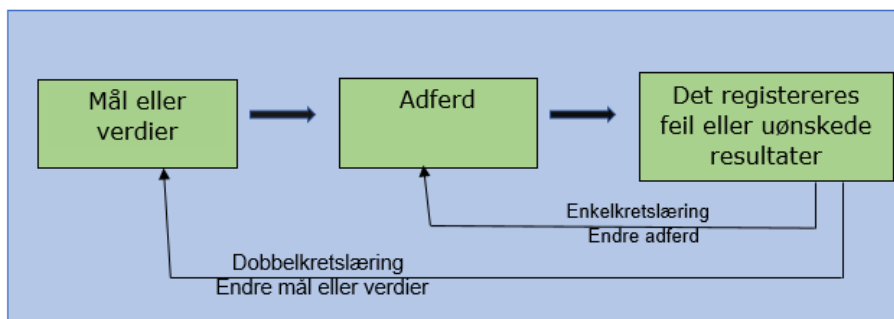 Mål eller
verdier
Adferd
Det registereres
feil eller uønskede
resultater
Enkelkretslæring
Endre adferd
Dobbelkretslæring
Endre mål eller verdier